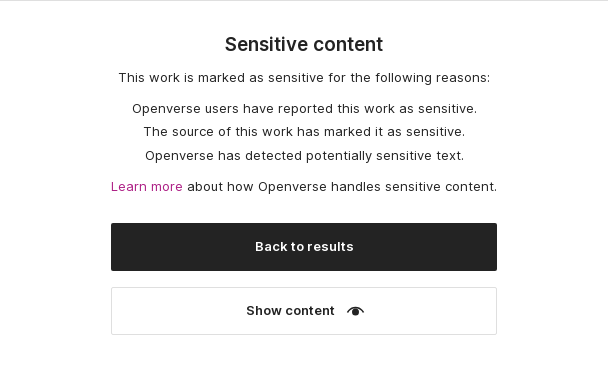 Sensitive content
This work is marked as sensitive for the following reasons:
Openverse users have reported this work as sensitive.
The source of this work has marked it as sensitive.
Openverse has detected potentially sensitive text.
Learn more about how Openverse handles sensitive content.
Back to results
Show content